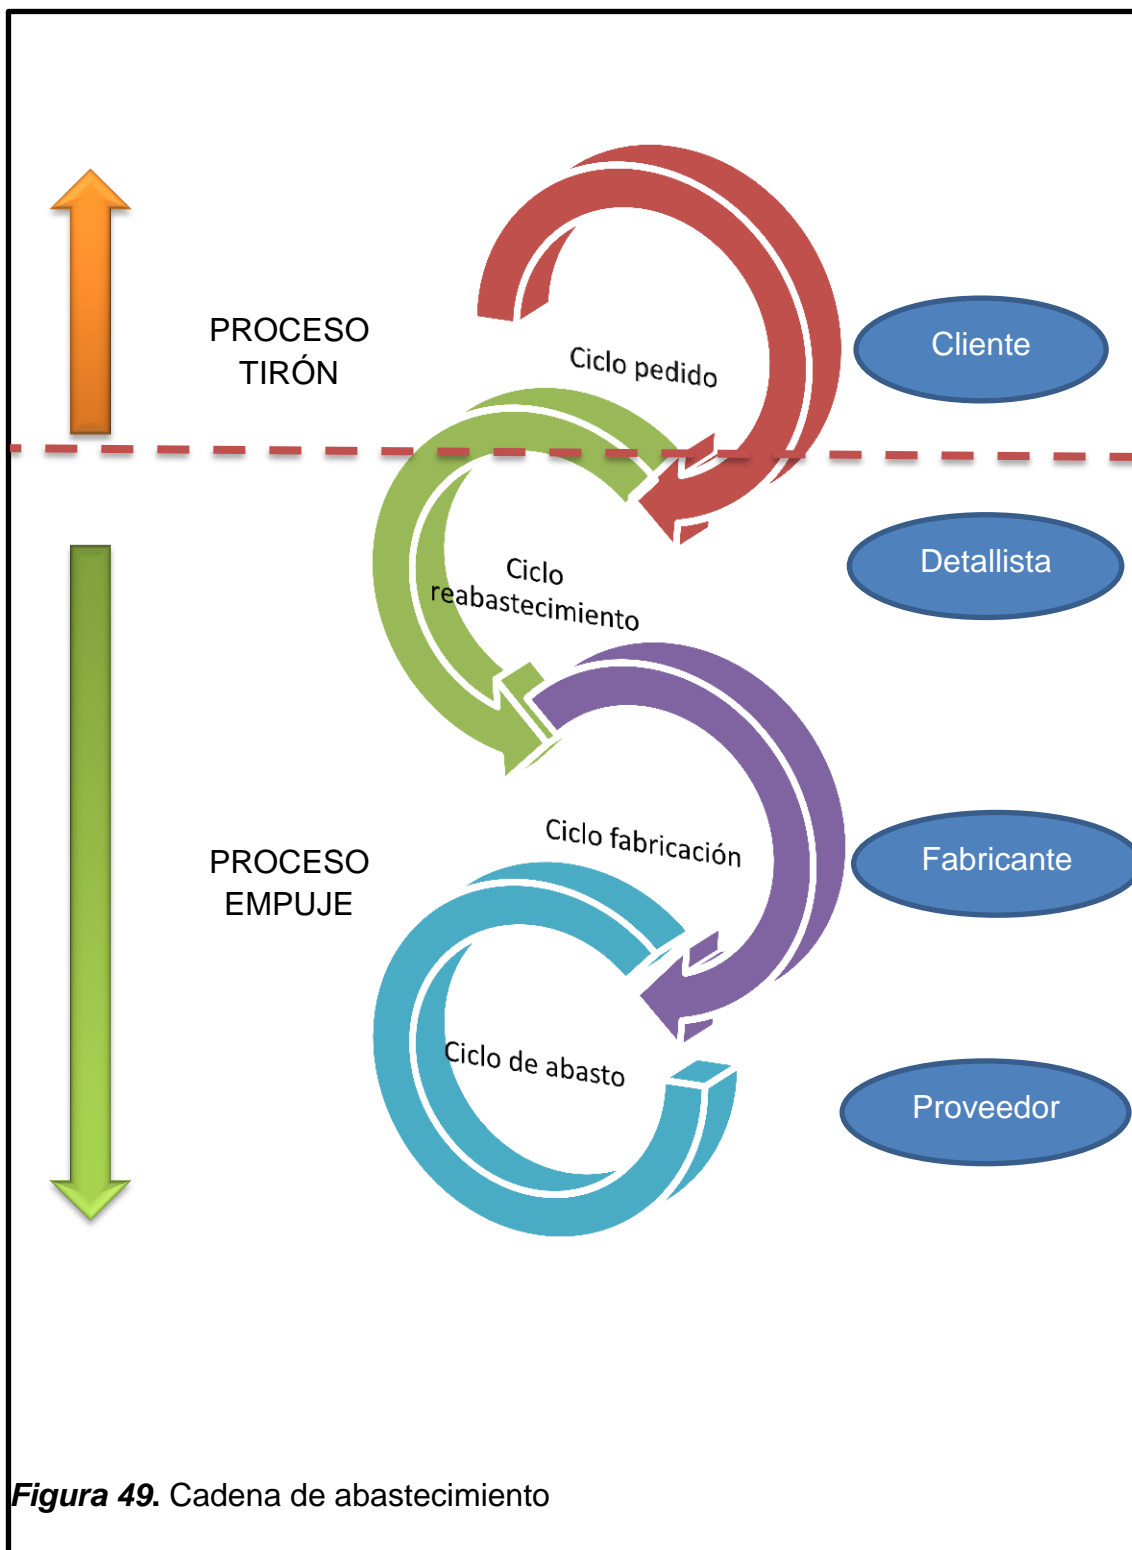 PROCESO
TIRÓN
Ciclo pedido
Cliente
Ciclo
reabastecimiento
Detallista
PROCESO
EMPUJE
Ciclo fabricación
Fabricante
Ciclo de abasto
Proveedor
Figura 49. Cadena de abastecimiento